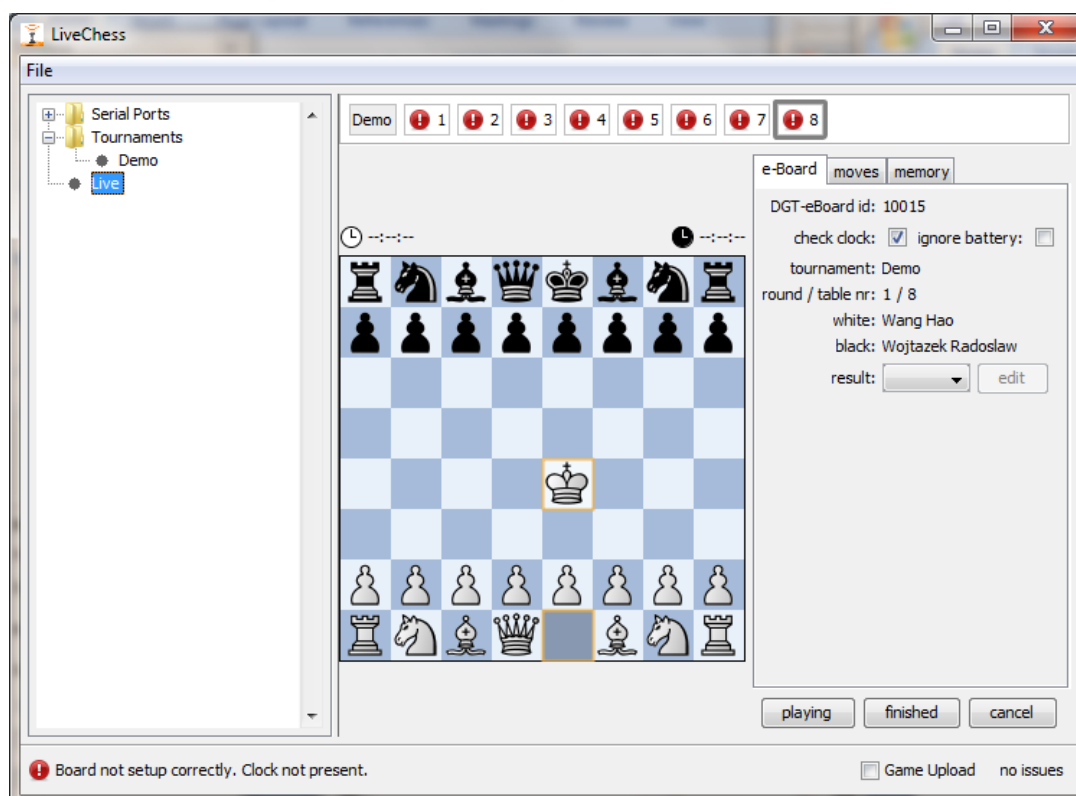 LiveChess
File
Serial Ports
Tournaments
Demo
Live
Demo 1 2 3 4 5 6 7 8
--:--:-- --:--:--
e-Board moves memory
DGT-eBoard id: 10015
check clock: ignore battery:
tournament: Demo
round / table nr: 1 / 8
white: Wang Hao
black: Wojtazek Radoslaw
result: edit
playing finished cancel
Board not setup correctly. Clock not present.
Game Upload no issues